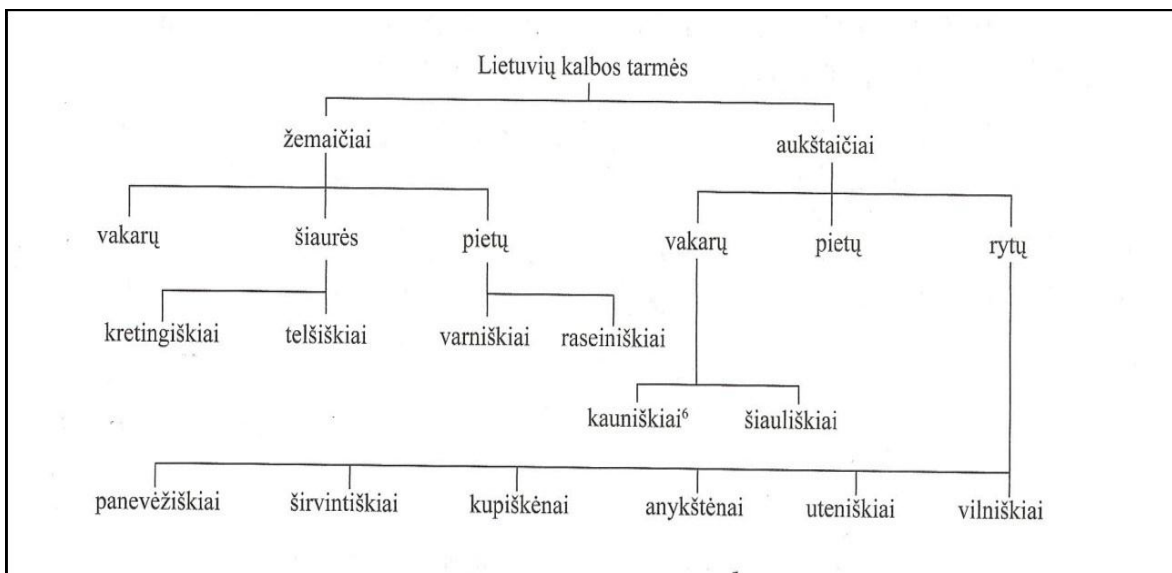 Lietuvių kalbos tarmės
žemaičiai aukštaičiai
vakarų šiaurės pietų vakarų pietų rytų
kretingiškiai telšiškiai varniškiai raseiniškiai
kauniškiai⁶ šiauliškiai
panevėžiškiai širvintiškiai kupiškėnai anykštėnai uteniškiai vilniškiai